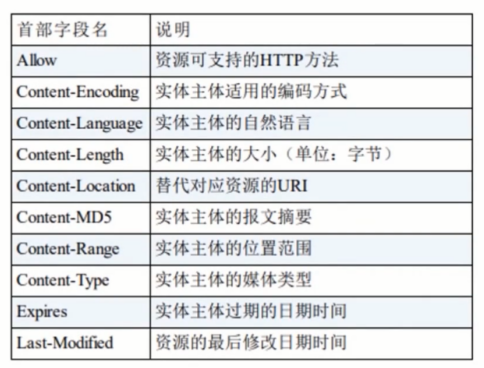 首部字段名 说明
Allow 资源可支持的HTTP方法
Content-Encoding 实体主体适用的编码方式
Content-Language 实体主体的自然语言
Content-Length 实体主体的大小（单位：字节）
Content-Location 替代对应资源的URI
Content-MD5 实体主体的报文摘要
Content-Range 实体主体的位置范围
Content-Type 实体主体的媒体类型
Expires 实体主体过期的日期时间
Last-Modified 资源的最后修改日期时间